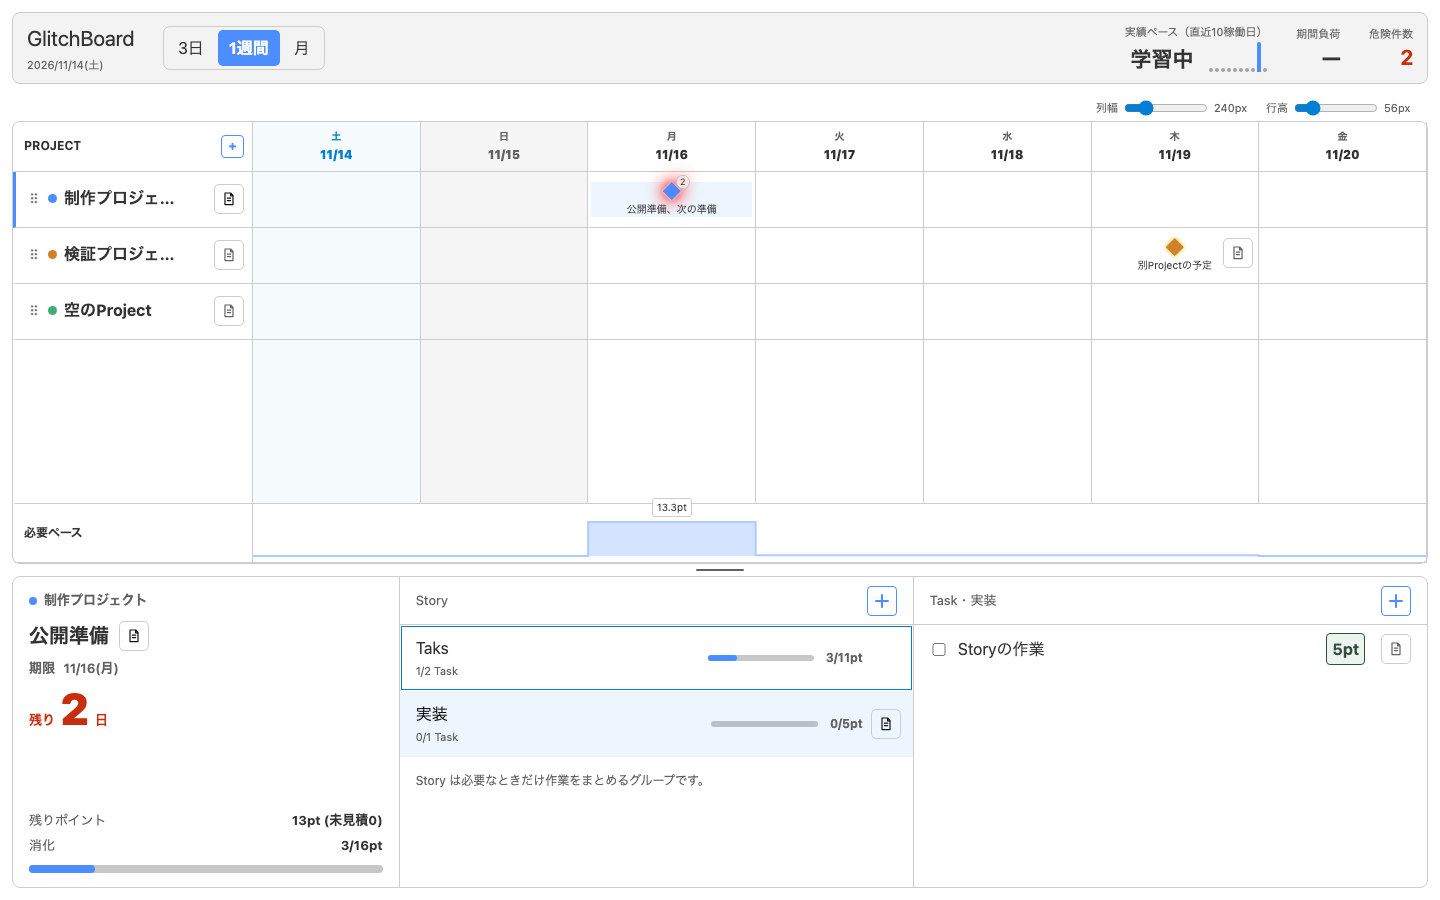 GlitchBoard
2026/11/14(土)
3日 1週間 月
実績ペース（直近10稼働日）
学習中
期間負荷
—
危険件数
2
列幅 240px 行高 56px
PROJECT +
土 日 月 火 水 木 金
11/14 11/15 11/16 11/17 11/18 11/19 11/20
制作プロジェ...
2
公開準備、次の準備
検証プロジェ...
別Projectの予定
空のProject
必要ペース
13.3pt
制作プロジェクト
公開準備
期限 11/16(月)
残り 2 日
残りポイント 13pt (未見積0)
消化 3/16pt
Story +
Taks
1/2 Task
3/11pt
実装
0/1 Task
0/5pt
Story は必要なときだけ作業をまとめるグループです。
Task・実装 +
Storyの作業 5pt